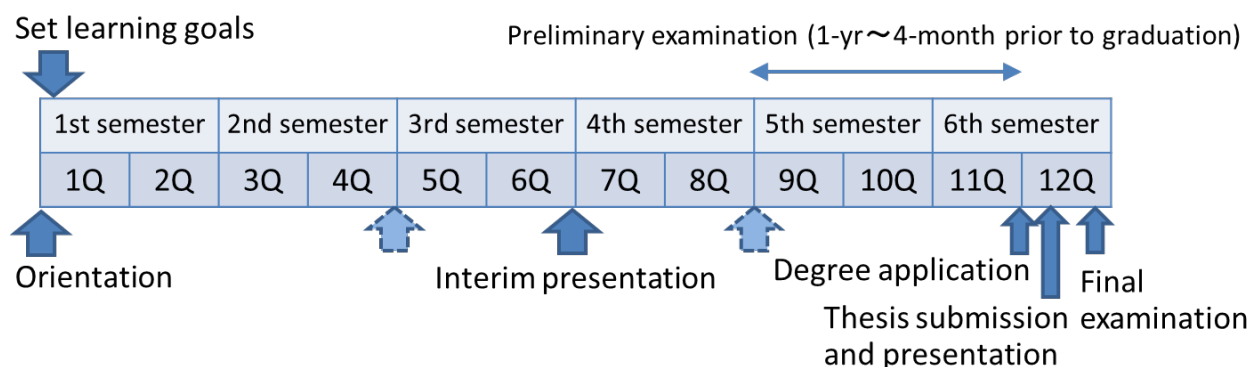 Set learning goals
Preliminary examination (1-yr～4-month prior to graduation)
1st semester 2nd semester 3rd semester 4th semester 5th semester 6th semester
1Q 2Q 3Q 4Q 5Q 6Q 7Q 8Q 9Q 10Q 11Q 12Q
Orientation
Interim presentation
Degree application
Thesis submission
and presentation
Final
examination